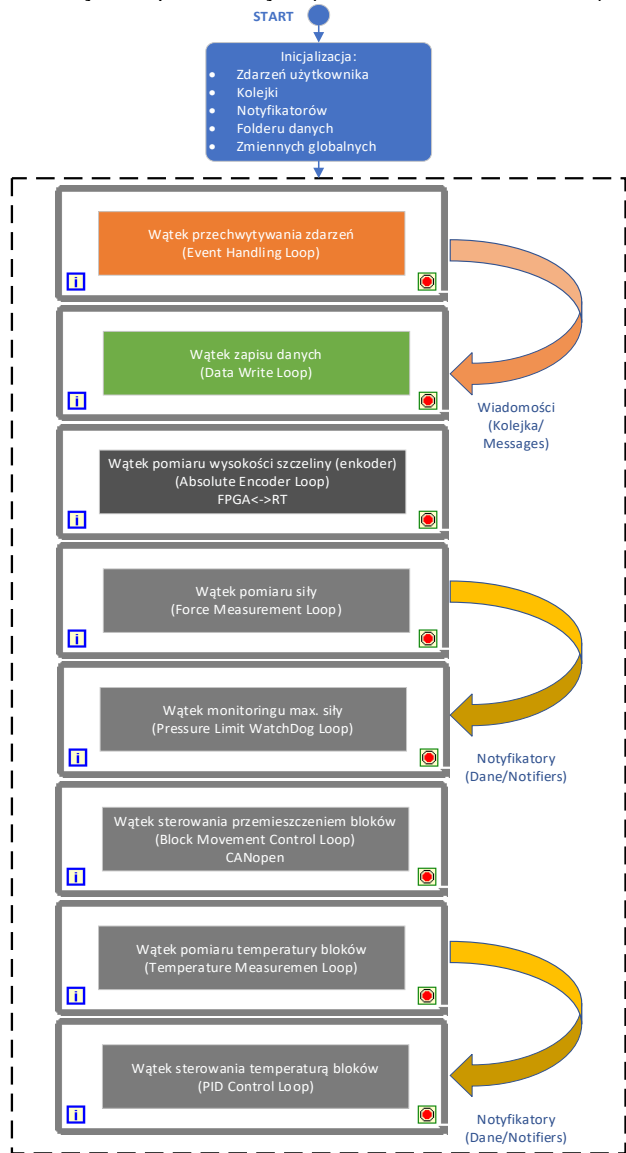 START
Inicjalizacja:
• Zdarzeń użytkownika
• Kolejki
• Notyfikatorów
• Folderu danych
• Zmiennych globalnych
Wątek przechwytywania zdarzeń
(Event Handling Loop)
i
Wątek zapisu danych
(Data Write Loop)
i
Wiadomości
(Kolejka/
Messages)
Wątek pomiaru wysokości szczeliny (enkoder)
(Absolute Encoder Loop)
FPGA<->RT
i
Wątek pomiaru siły
(Force Measurement Loop)
i
Wątek monitoringu max. siły
(Pressure Limit WatchDog Loop)
i
Notyfikatory
(Dane/Notifiers)
Wątek sterowania przemieszczeniem bloków
(Block Movement Control Loop)
CANopen
i
Wątek pomiaru temperatury bloków
(Temperature Measuremen Loop)
i
Wątek sterowania temperaturą bloków
(PID Control Loop)
i
Notyfikatory
(Dane/Notifiers)